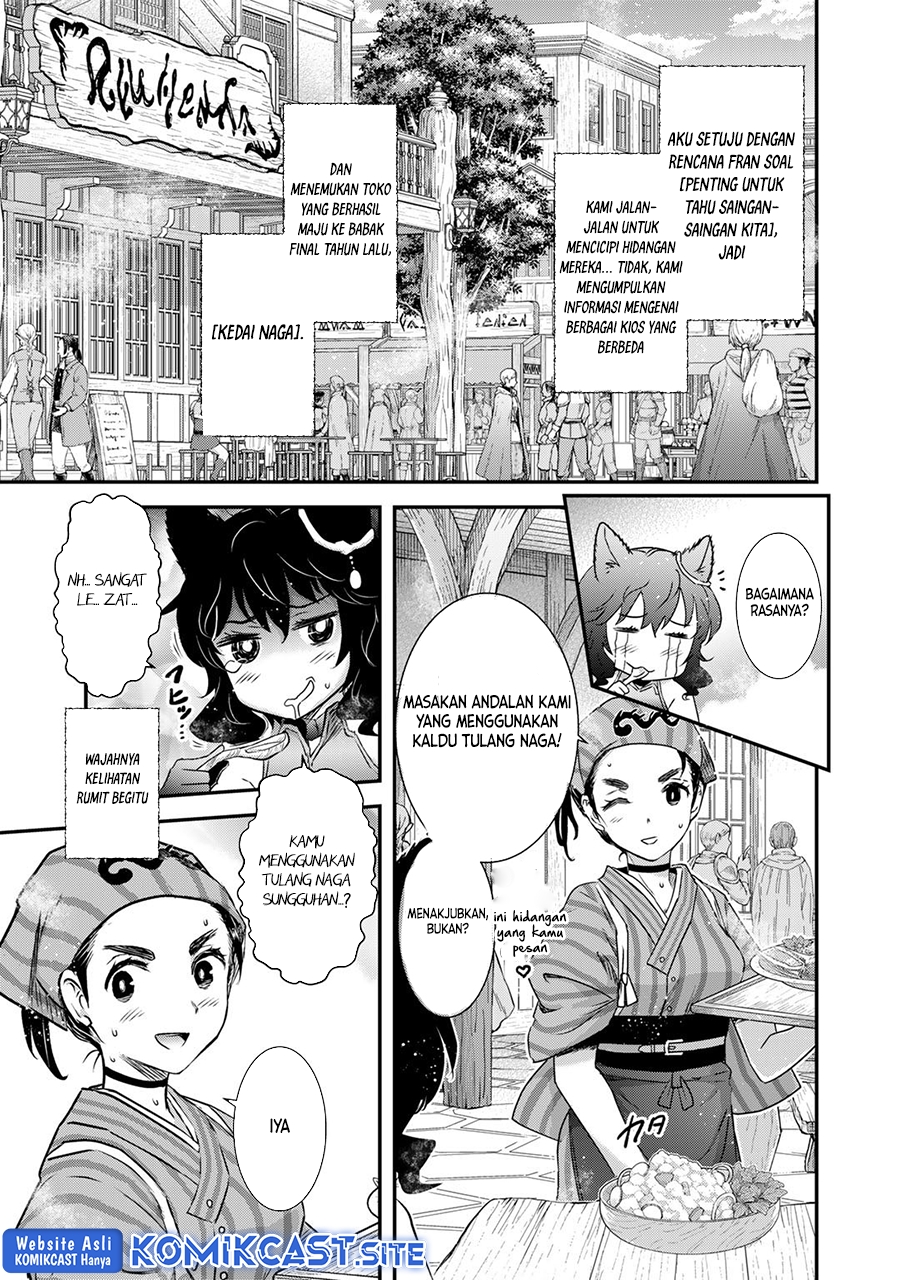 AKU SETUJU DENGAN
RENCANA FRAN SOAL
[PENTING UNTUK
TAHU SAINGAN-
SAINGAN KITA],
JADI
KAMI JALAN-
JALAN UNTUK
MENCICIPI HIDANGAN
MEREKA... TIDAK, KAMI
MENGUMPULKAN
INFORMASI MENGENAI
BERBAGAI KIOS YANG
BERBEDA
DAN
MENEMUKAN TOKO
YANG BERHASIL
MAJU KE BABAK
FINAL TAHUN LALU,
[KEDAI NAGA].
BAGAIMANA
RASANYA?
MASAKAN ANDALAN KAMI
YANG MENGGUNAKAN
KALDU TULANG NAGA!
MENAKJUBKAN,
BUKAN?
ini hidangan
yang kamu
pesan
カタ
NH... SANGAT
LE... ZAT...
WAJAHNYA
KELIHATAN
RUMIT BEGITU
KAMU
MENGGUNAKAN
TULANG NAGA
SUNGGUHAN...?
IYA
Website Asli
KOMIKCAST Hanya
KOMIKCAST.SITE